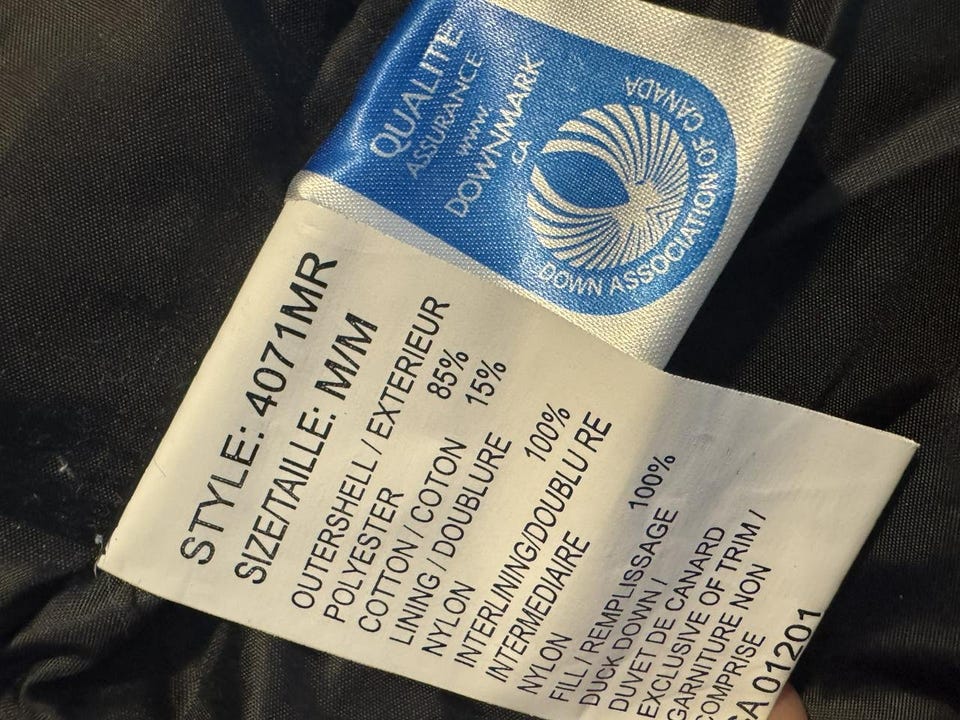 QUALITE
ASSURANCE
www.
DOWNMARK
.CA
DOWN ASSOCIATION OF CANADA
STYLE: 4071MR
SIZE/TAILLE: M/M
OUTERSHELL / EXTERIEUR
POLYESTER 85%
COTTON / COTON 15%
LINING / DOUBLURE
NYLON 100%
INTERLINING/DOUBLU RE
INTERMEDIAIRE
NYLON 100%
FILL / REMPLISSAGE
DUCK DOWN /
DUVET DE CANARD
EXCLUSIVE OF TRIM /
GARNITURE NON
COMPRISE
CA 01201